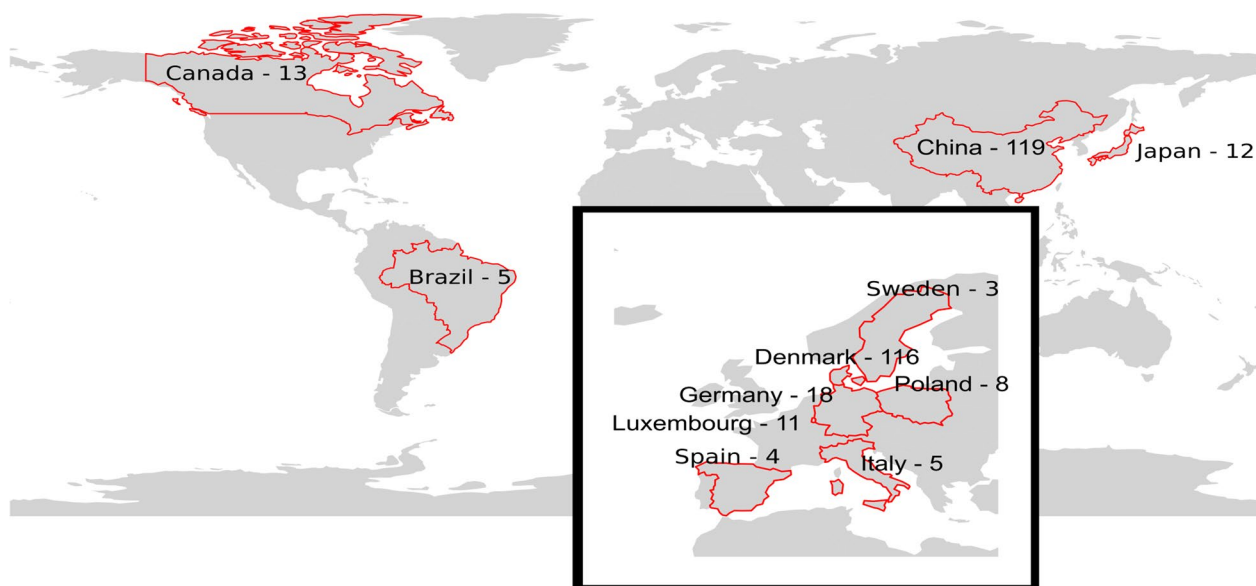 Canada - 13
China - 119
Japan - 12
Brazil - 5
Sweden - 3
Denmark - 116
Poland - 8
Germany - 18
Luxembourg - 11
Spain - 4
Italy - 5